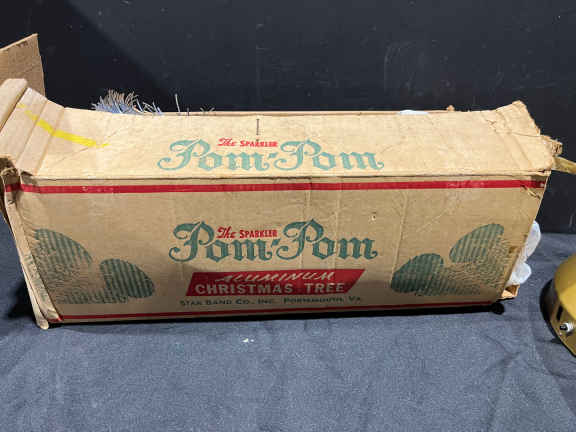 The SPARKLER
Pom-Pom
The SPARKLER
Pom-Pom
ALUMINUM
CHRISTMAS TREE
STAR BAND CO., INC. PORTSMOUTH, VA.